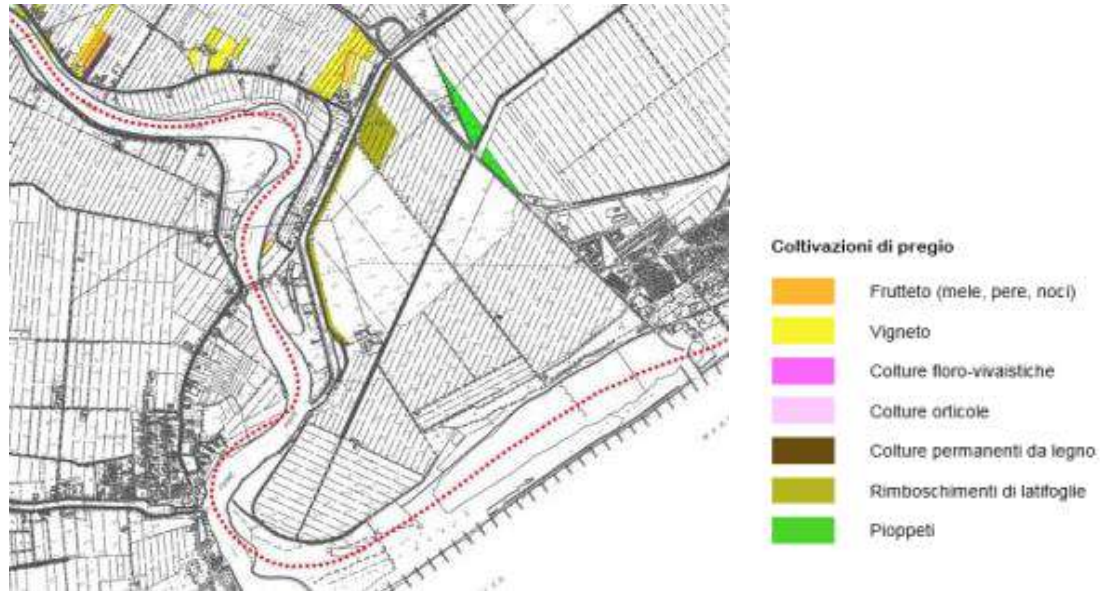 Coltivazioni di pregio
Frutteto (mele, pere, noci)
Vigneto
Colture floro-vivaistiche
Colture orticole
Colture permanenti da legno
Rimboschimenti di latifoglie
Pioppeti